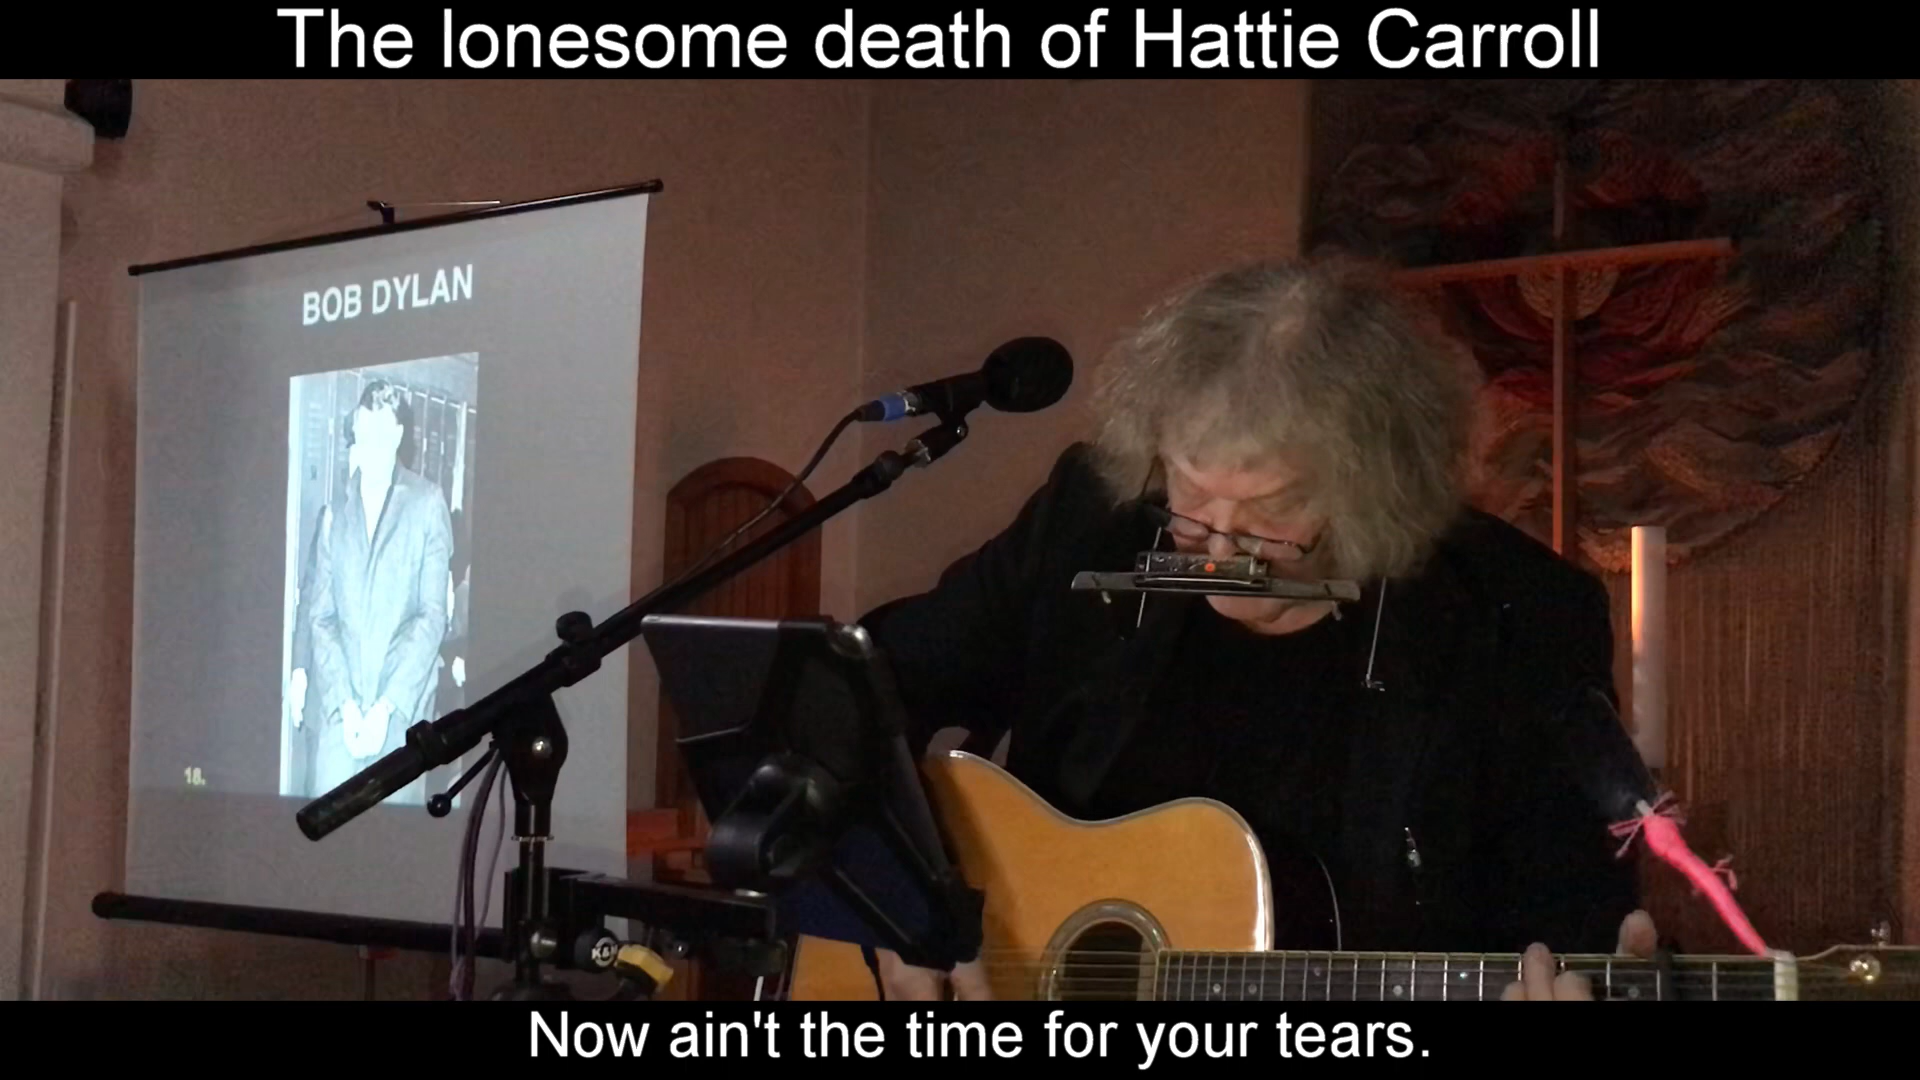 The lonesome death of Hattie Carroll
BOB DYLAN
18.
K&M
Now ain't the time for your tears.